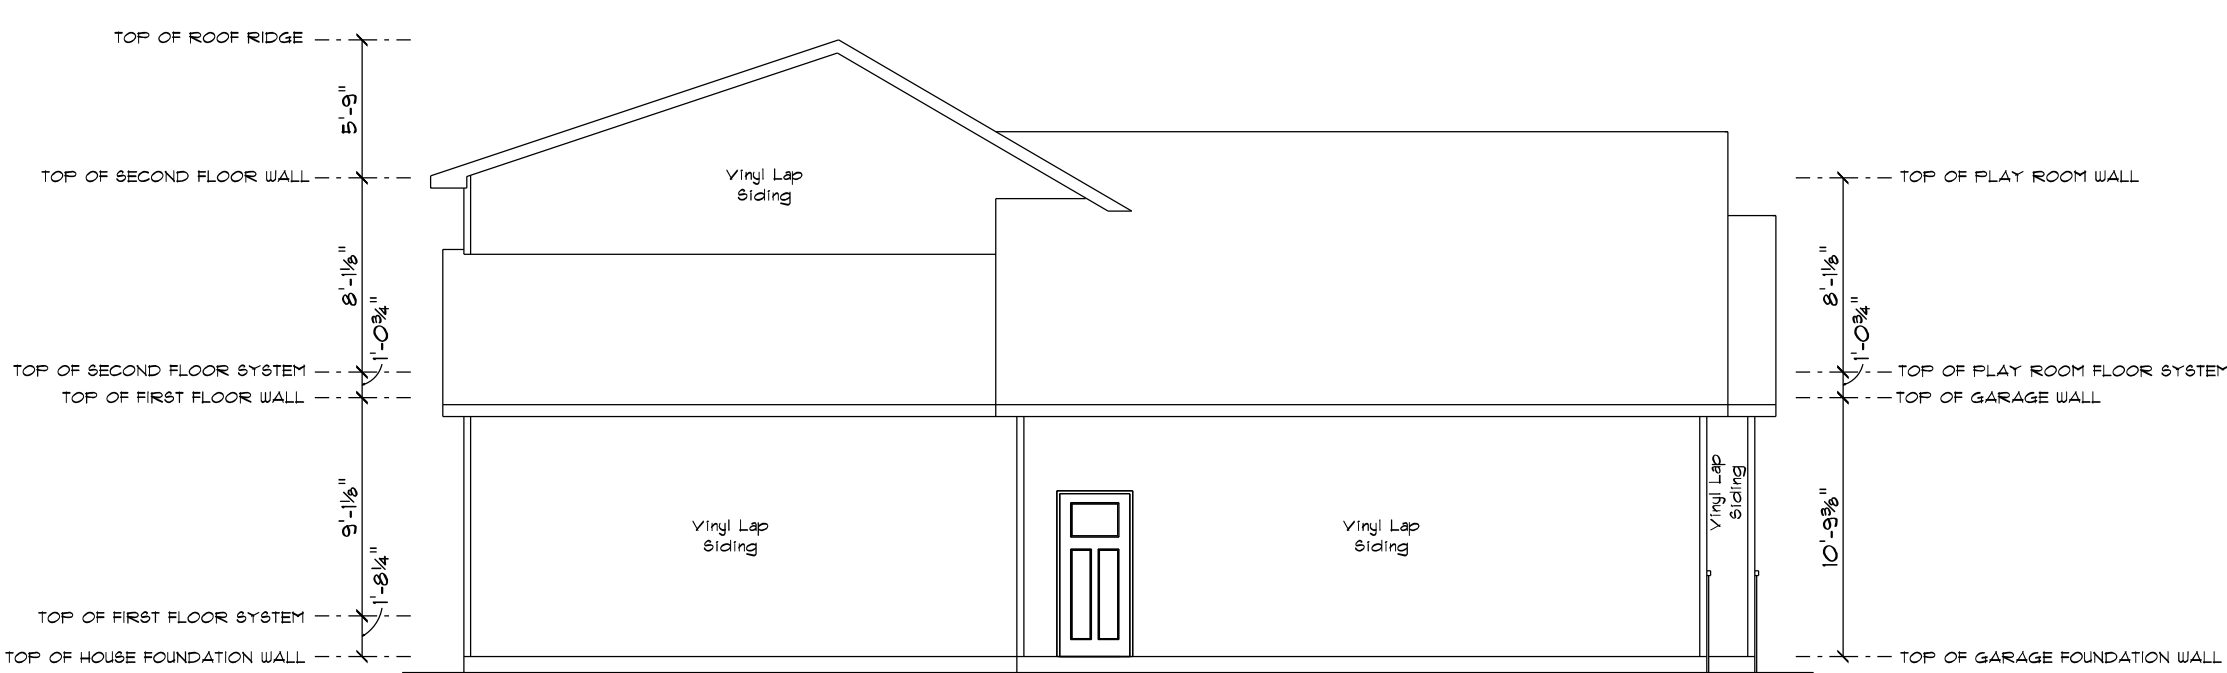 TOP OF ROOF RIDGE
5'-9"
TOP OF SECOND FLOOR WALL
8'-1⅛"
1'-0¾"
TOP OF SECOND FLOOR SYSTEM
TOP OF FIRST FLOOR WALL
9'-1⅛"
1'-8¼"
TOP OF FIRST FLOOR SYSTEM
TOP OF HOUSE FOUNDATION WALL
Vinyl Lap
Siding
Vinyl Lap
Siding
Vinyl Lap
Siding
Vinyl Lap
Siding
TOP OF PLAY ROOM WALL
8'-1⅛"
1'-0¾"
TOP OF PLAY ROOM FLOOR SYSTEM
TOP OF GARAGE WALL
10'-9⅜"
TOP OF GARAGE FOUNDATION WALL